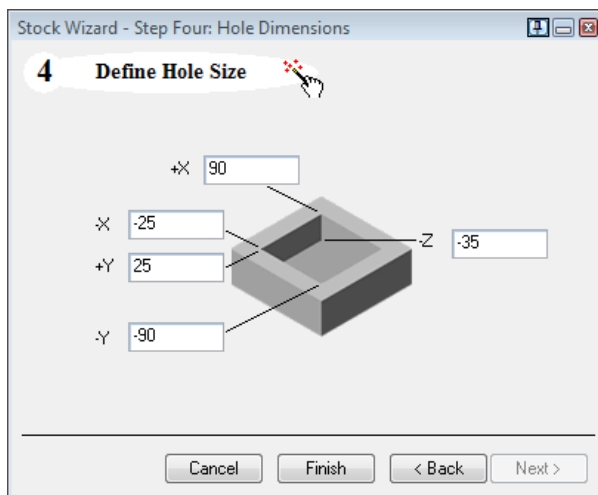 Stock Wizard - Step Four: Hole Dimensions
4 Define Hole Size
+X 90
-X -25
+Y 25
-Z -35
-Y -90
Cancel Finish < Back Next >